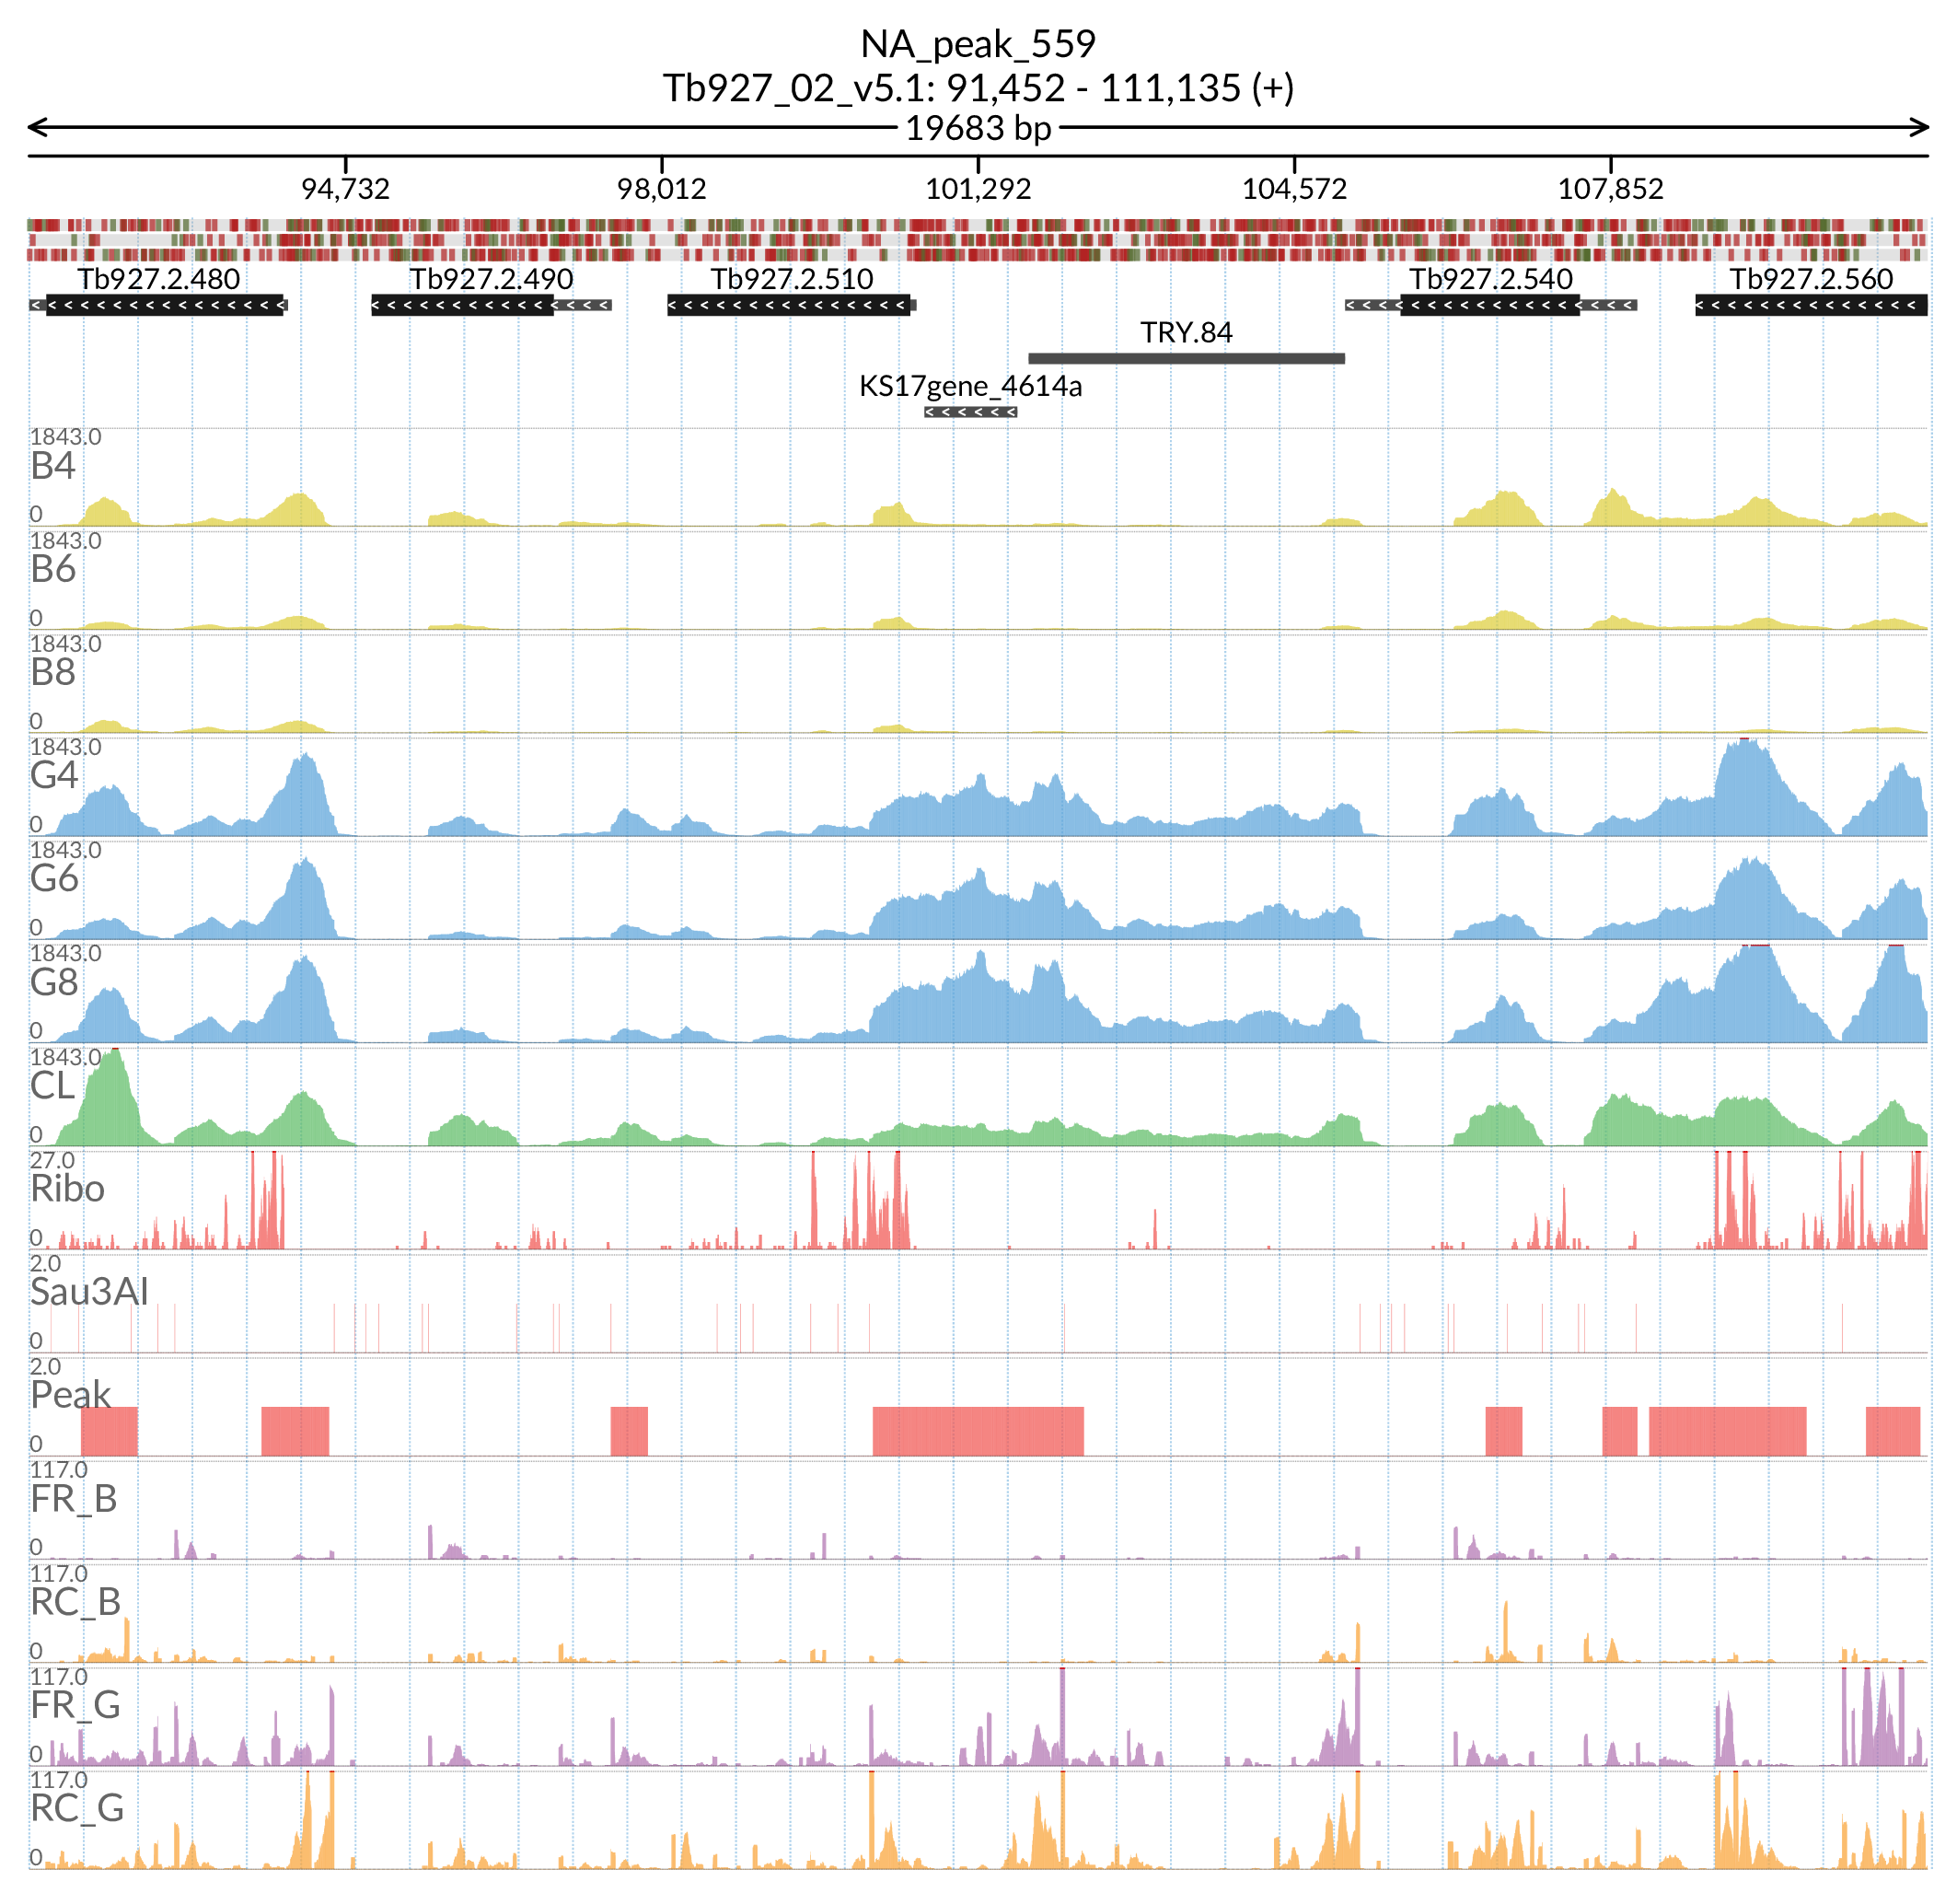 NA_peak_559
Tb927_02_v5.1: 91,452 - 111,135 (+)
19683 bp
94,732 98,012 101,292 104,572 107,852
Tb927.2.480 Tb927.2.490 Tb927.2.510 Tb927.2.540 Tb927.2.560
TRY.84
KS17gene_4614a
1843.0
B4
0
1843.0
B6
0
1843.0
B8
0
1843.0
G4
0
1843.0
G6
0
1843.0
G8
0
1843.0
CL
0
27.0
Ribo
0
2.0
Sau3AI
0
2.0
Peak
0
117.0
FR_B
0
117.0
RC_B
0
117.0
FR_G
0
117.0
RC_G
0